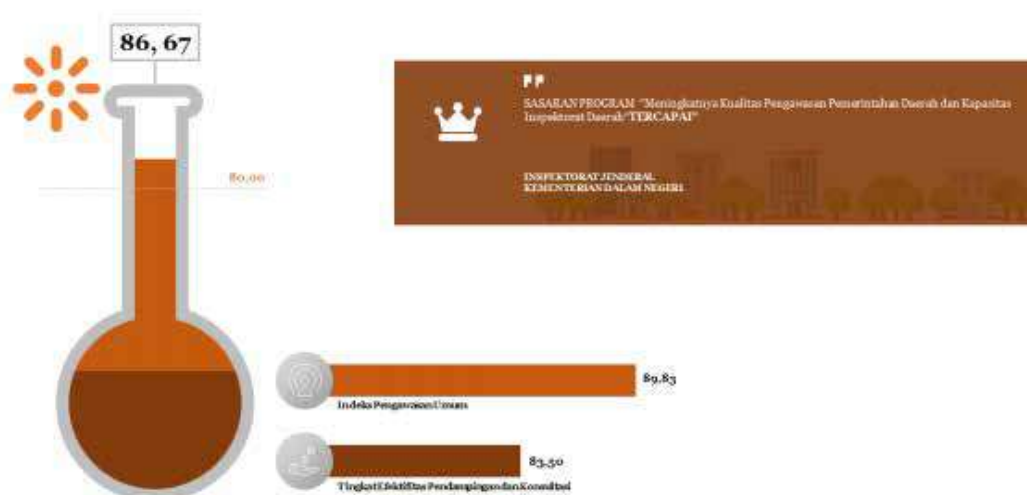 86, 67
80,00
SASARAN PROGRAM "Meningkatnya Kualitas Pengawasan Pemerintahan Daerah dan Kapasitas
Inspektorat Daerah"TERCAPAI"
INSPEKTORAT JENDERAL
KEMENTERIAN DALAM NEGERI
89,83
Indeks Pengawasan Umum
83,50
Tingkat Efektifitas Pendampingan dan Konsultasi